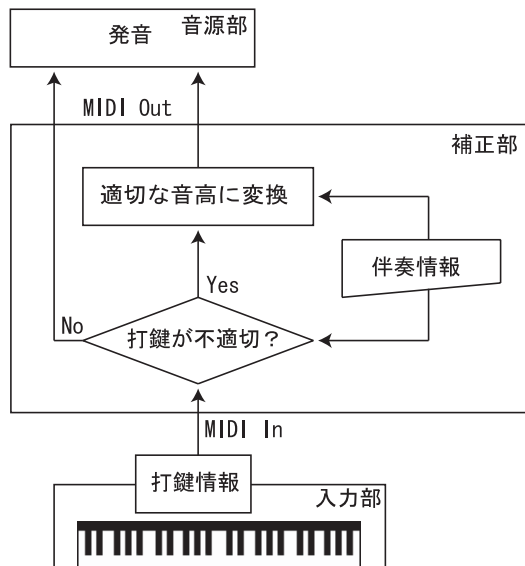 発音
音源部
MIDI Out
補正部
適切な音高に変換
伴奏情報
Yes
No
打鍵が不適切？
MIDI In
打鍵情報
入力部